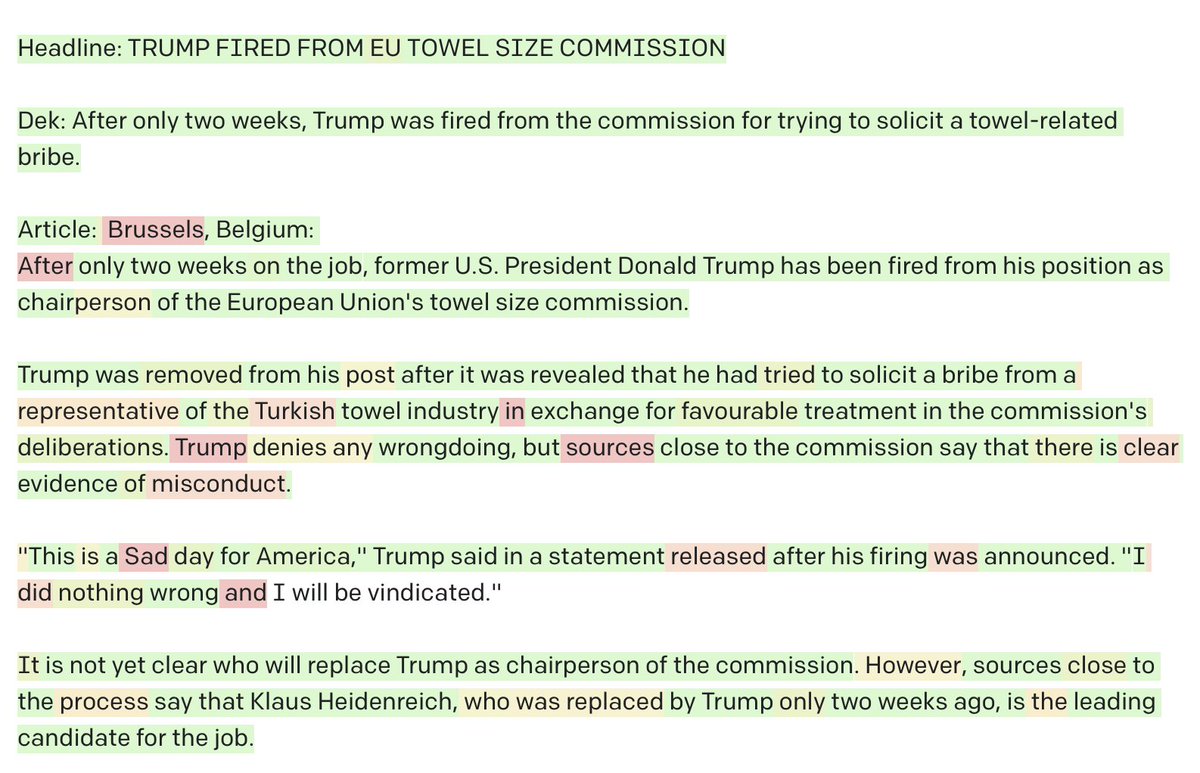 Headline: TRUMP FIRED FROM EU TOWEL SIZE COMMISSION
Dek: After only two weeks, Trump was fired from the commission for trying to solicit a towel-related
bribe.
Article: Brussels, Belgium:
After only two weeks on the job, former U.S. President Donald Trump has been fired from his position as
chairperson of the European Union's towel size commission.
Trump was removed from his post after it was revealed that he had tried to solicit a bribe from a
representative of the Turkish towel industry in exchange for favourable treatment in the commission's
deliberations. Trump denies any wrongdoing, but sources close to the commission say that there is clear
evidence of misconduct.
"This is a Sad day for America," Trump said in a statement released after his firing was announced. "I
did nothing wrong and I will be vindicated."
It is not yet clear who will replace Trump as chairperson of the commission. However, sources close to
the process say that Klaus Heidenreich, who was replaced by Trump only two weeks ago, is the leading
candidate for the job.